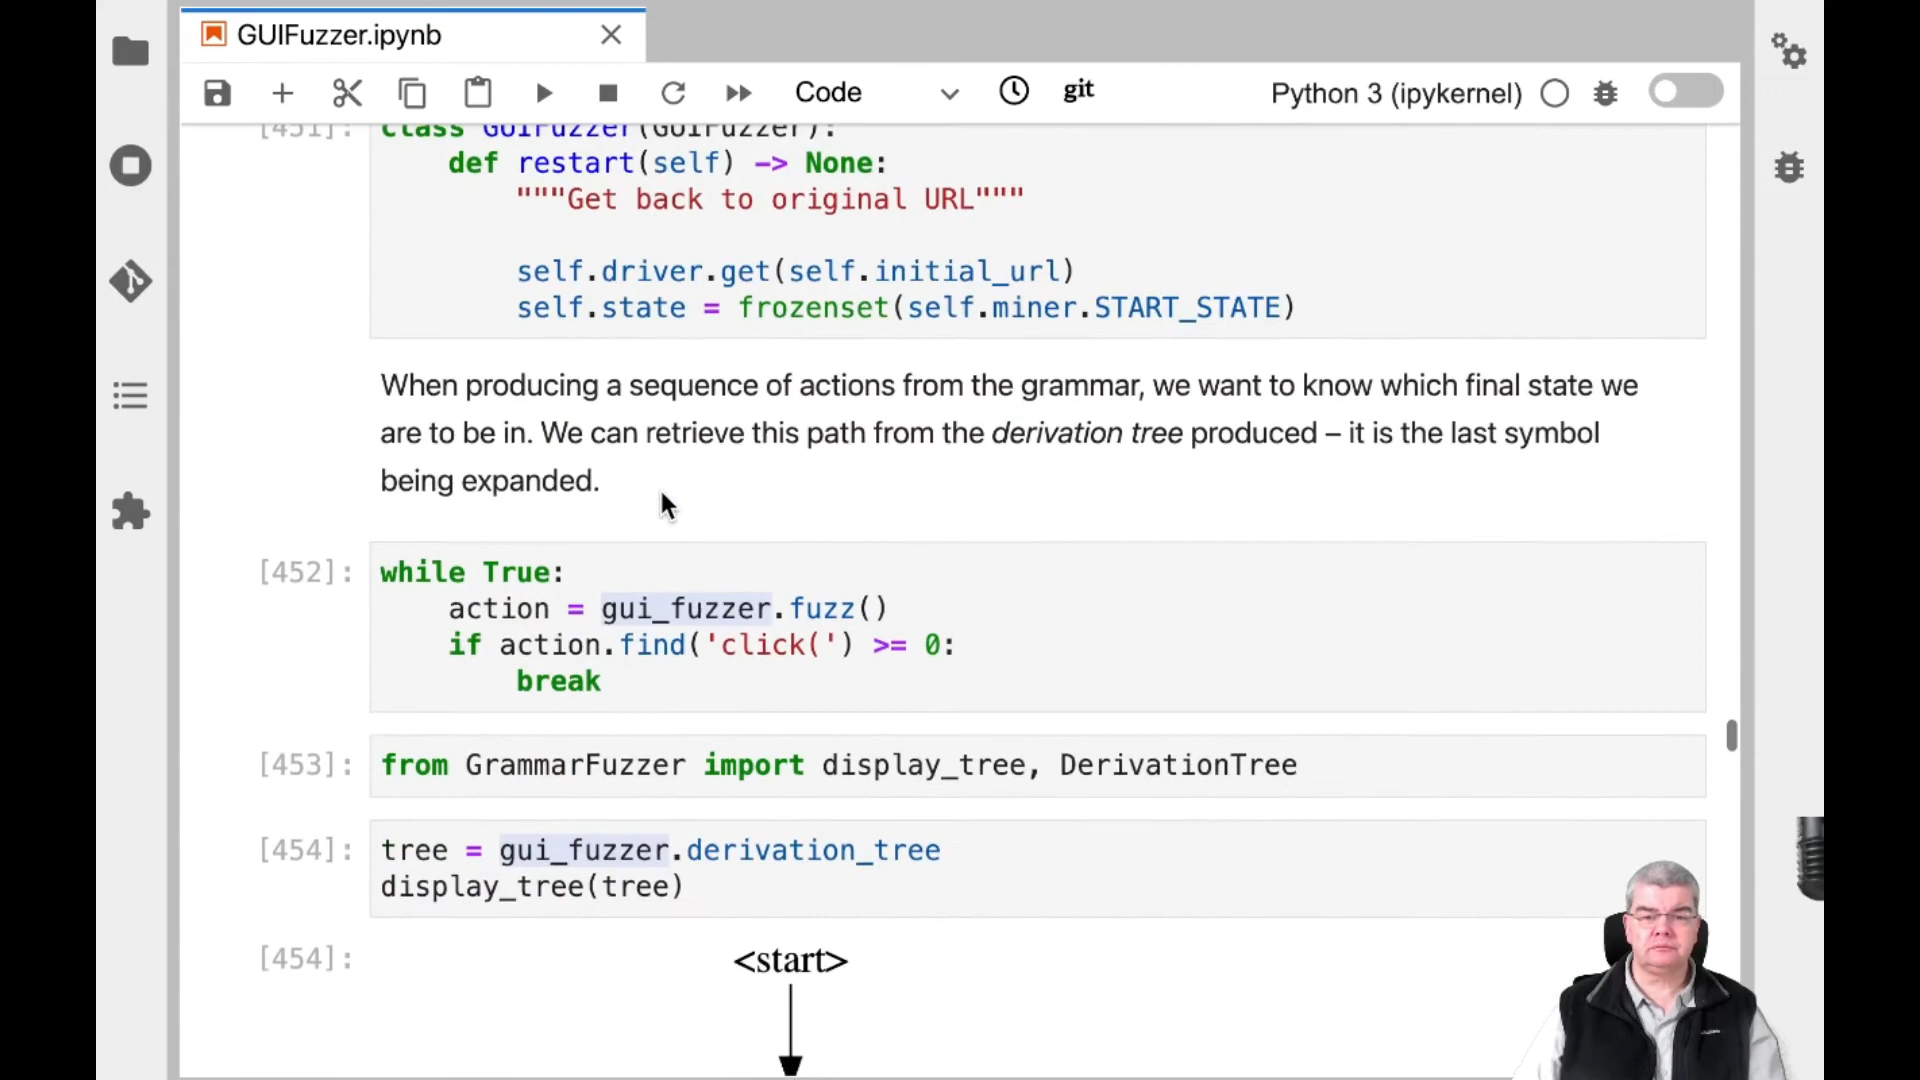 GUIFuzzer.ipynb
Code
git
Python 3 (ipykernel)
[451]:
class GUIFuzzer(GUIFuzzer):
def restart(self) -> None:
"""Get back to original URL"""
self.driver.get(self.initial_url)
self.state = frozenset(self.miner.START_STATE)
When producing a sequence of actions from the grammar, we want to know which final state we
are to be in. We can retrieve this path from the derivation tree produced – it is the last symbol
being expanded.
[452]:
while True:
action = gui_fuzzer.fuzz()
if action.find('click(') >= 0:
break
[453]:
from GrammarFuzzer import display_tree, DerivationTree
[454]:
tree = gui_fuzzer.derivation_tree
display_tree(tree)
[454]:
<start>